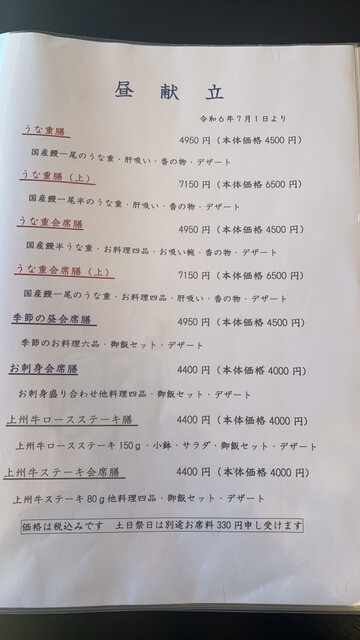 昼献立
令和6年7月1日より
うな重膳 4950円(本体価格4500円)
国産鰻一尾のうな重・肝吸い・香の物・デザート
うな重膳(上) 7150円(本体価格6500円)
国産鰻一尾半のうな重・肝吸い・香の物・デザート
うな重会席膳 4950円(本体価格4500円)
国産鰻半うな重・お料理四品・お吸い椀・香の物・デザート
うな重会席膳(上) 7150円(本体価格6500円)
国産鰻一尾のうな重・お料理四品・肝吸い・香の物・デザート
季節の昼会席膳 4950円(本体価格4500円)
季節のお料理六品・御飯セット・デザート
お刺身会席膳 4400円(本体価格4000円)
お刺身盛り合わせ他料理四品・御飯セット・デザート
上州牛ロースステーキ膳 4400円(本体価格4000円)
上州牛ロースステーキ150g・小鉢・サラダ・御飯セット・デザート
上州牛ステーキ会席膳 4400円(本体価格4000円)
上州牛ステーキ80g他料理四品・御飯セット・デザート
価格は税込みです 土日祭日は別途お席料330円申し受けます